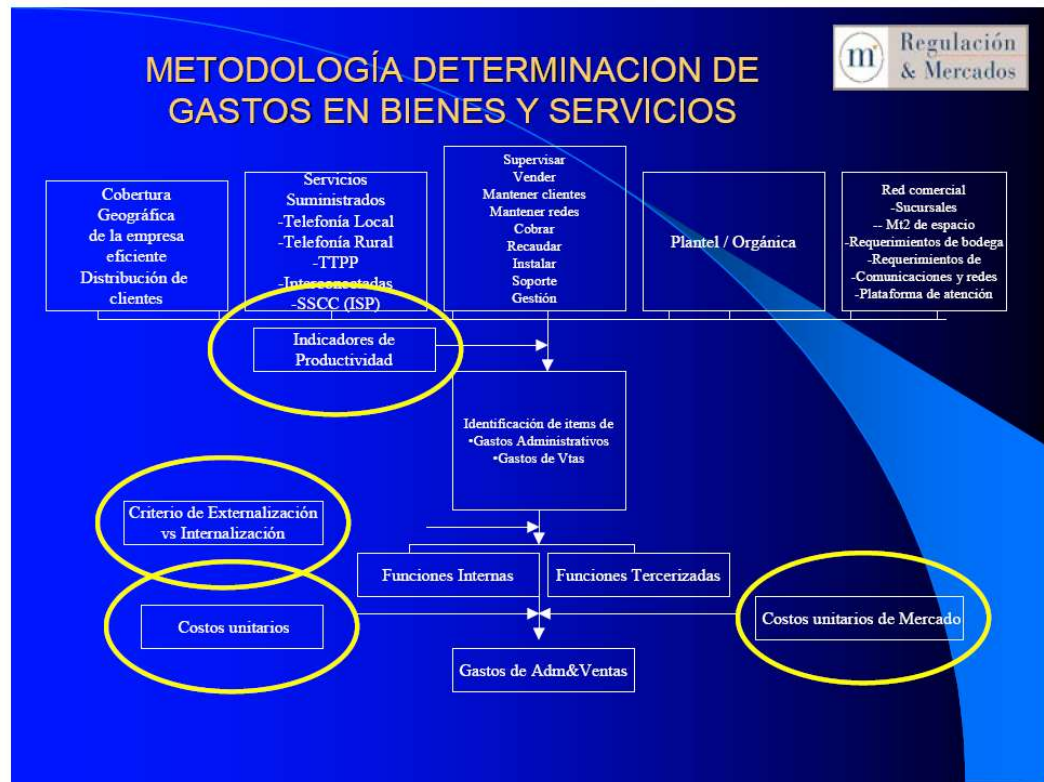 METODOLOGÍA DETERMINACION DE
GASTOS EN BIENES Y SERVICIOS
m
Regulación
& Mercados
Cobertura
Geográfica
de la empresa
eficiente
Distribución de
clientes
Servicios
Suministrados
-Telefonía Local
-Telefonía Rural
-TTPP
-Interconectadas
-SSCC (ISP)
Supervisar
Vender
Mantener clientes
Mantener redes
Cobrar
Recaudar
Instalar
Soporte
Gestión
Plantel / Orgánica
Red comercial
-Sucursales
-- Mt2 de espacio
-Requerimientos de bodega
-Requerimientos de
-Comunicaciones y redes
-Plataforma de atención
Indicadores de
Productividad
Identificación de items de
•Gastos Administrativos
•Gastos de Vtas
Criterio de Externalización
vs Internalización
Funciones Internas
Funciones Tercerizadas
Costos unitarios
Costos unitarios de Mercado
Gastos de Adm&Ventas